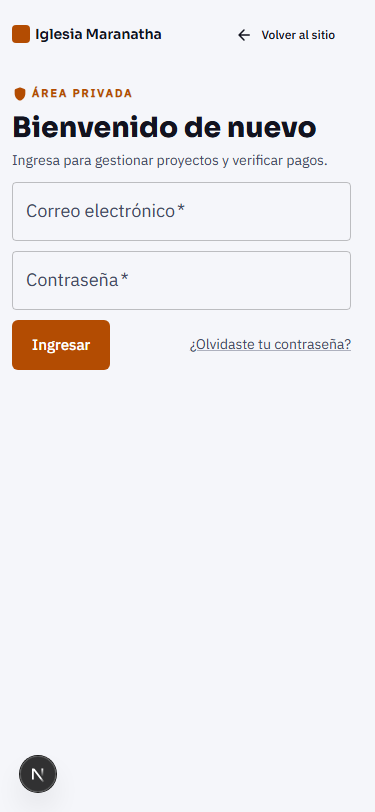 Iglesia Maranatha
Volver al sitio
ÁREA PRIVADA
Bienvenido de nuevo
Ingresa para gestionar proyectos y verificar pagos.
Correo electrónico *
Contraseña *
Ingresar
¿Olvidaste tu contraseña?
N